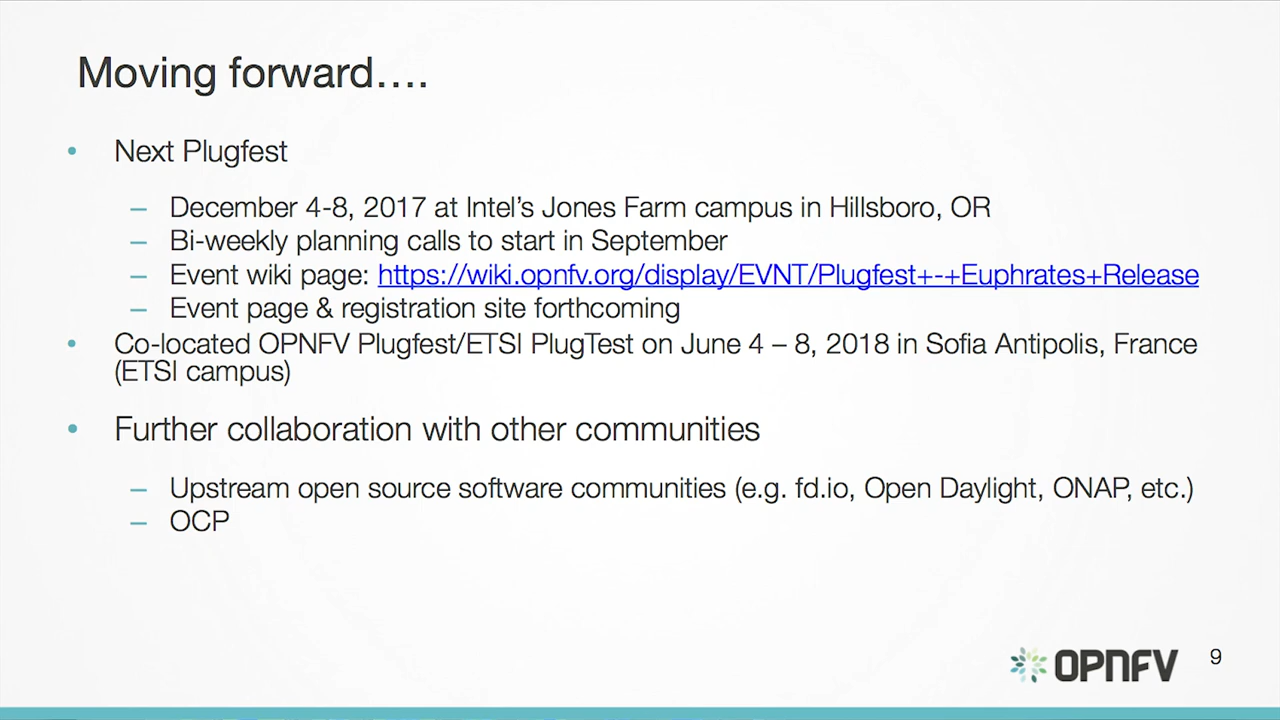 Moving forward….
• Next Plugfest
– December 4-8, 2017 at Intel’s Jones Farm campus in Hillsboro, OR
– Bi-weekly planning calls to start in September
– Event wiki page: https://wiki.opnfv.org/display/EVNT/Plugfest+-+Euphrates+Release
– Event page & registration site forthcoming
• Co-located OPNFV Plugfest/ETSI PlugTest on June 4 – 8, 2018 in Sofia Antipolis, France
(ETSI campus)
• Further collaboration with other communities
– Upstream open source software communities (e.g. fd.io, Open Daylight, ONAP, etc.)
– OCP
OPNFV 9